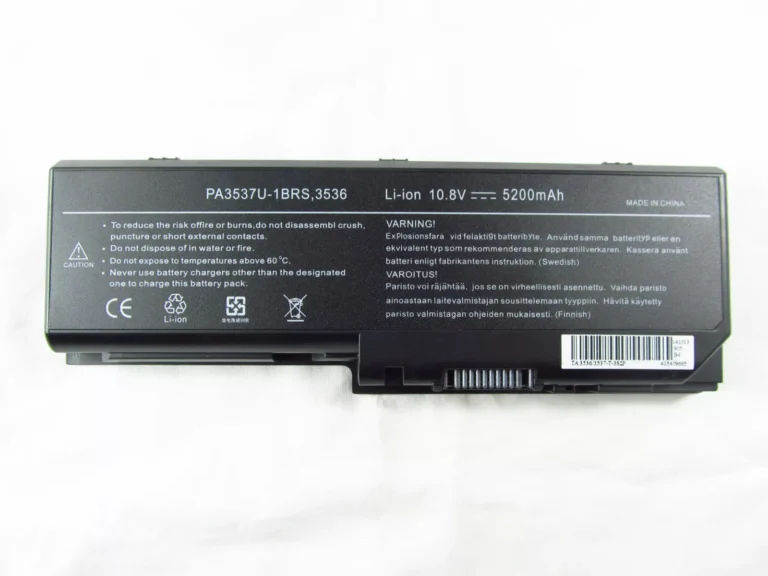 PA3537U-1BRS,3536 Li-ion 10.8V 5200mAh
MADE IN CHINA
CAUTION
• To reduce the risk offire or burns,do not disassembl crush,
puncture or short external contacts.
• Do not dispose of in water or fire.
• Do not expose to temperatures above 60℃.
• Never use battery chargers other than the designated
one to charge this battery pack.
CE
Li-ion
VARNING!
Explosionsfara vid felaktigt batteribyte. Använd samma batterityp eller en
ekvivalent typ som rekommenderas av apparattillverkaren. Kassera använt
batteri enligt fabrikantens instruktion. (Swedish)
VAROITUS!
Paristo voi räjähtää, jos se on virheellisesti asennettu. Vaihda paristo
ainoastaan laitevalmistajan sousittelemaan tyyppiin. Hävitä käytetty
paristo valmistagan ohjeiden mukaisesti. (Finnish)